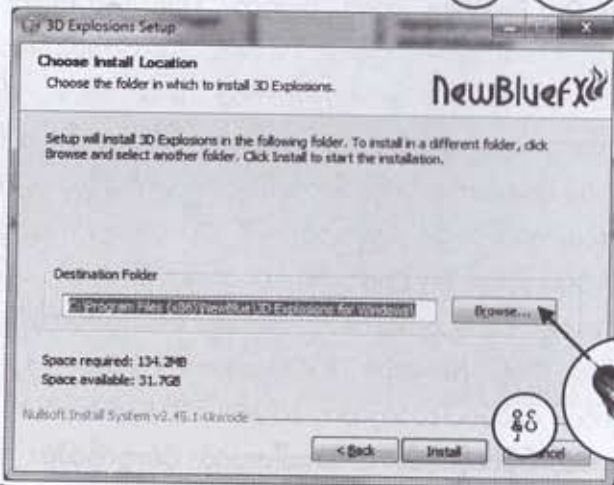 3D Explosions Setup
Choose Install Location
Choose the folder in which to install 3D Explosions.
NewBlueFX
Setup will install 3D Explosions in the following folder. To install in a different folder, click
Browse and select another folder. Click Install to start the installation.
Destination Folder
C:\Program Files (x86)\NewBlue\3D Explosions for Windows\
Browse...
Space required: 134.2MB
Space available: 31.7GB
Nullsoft Install System v2.45.1-Unicode
< Back
Install